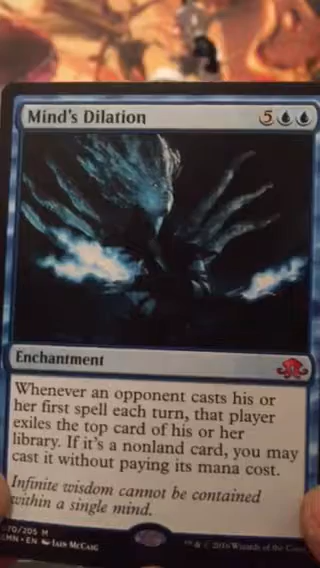 Mind's Dilation 5
Enchantment
Whenever an opponent casts his or
her first spell each turn, that player
exiles the top card of his or her
library. If it's a nonland card, you may
cast it without paying its mana cost.
Infinite wisdom cannot be contained
within a single mind.
070/205 M
EMN • EN Iain McCaig
™ & © 2016 Wizards of the Coast